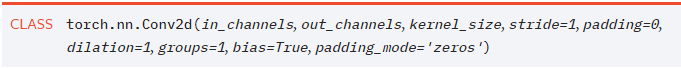 CLASS torch.nn.Conv2d(in_channels, out_channels, kernel_size, stride=1, padding=0,
dilation=1, groups=1, bias=True, padding_mode='zeros')